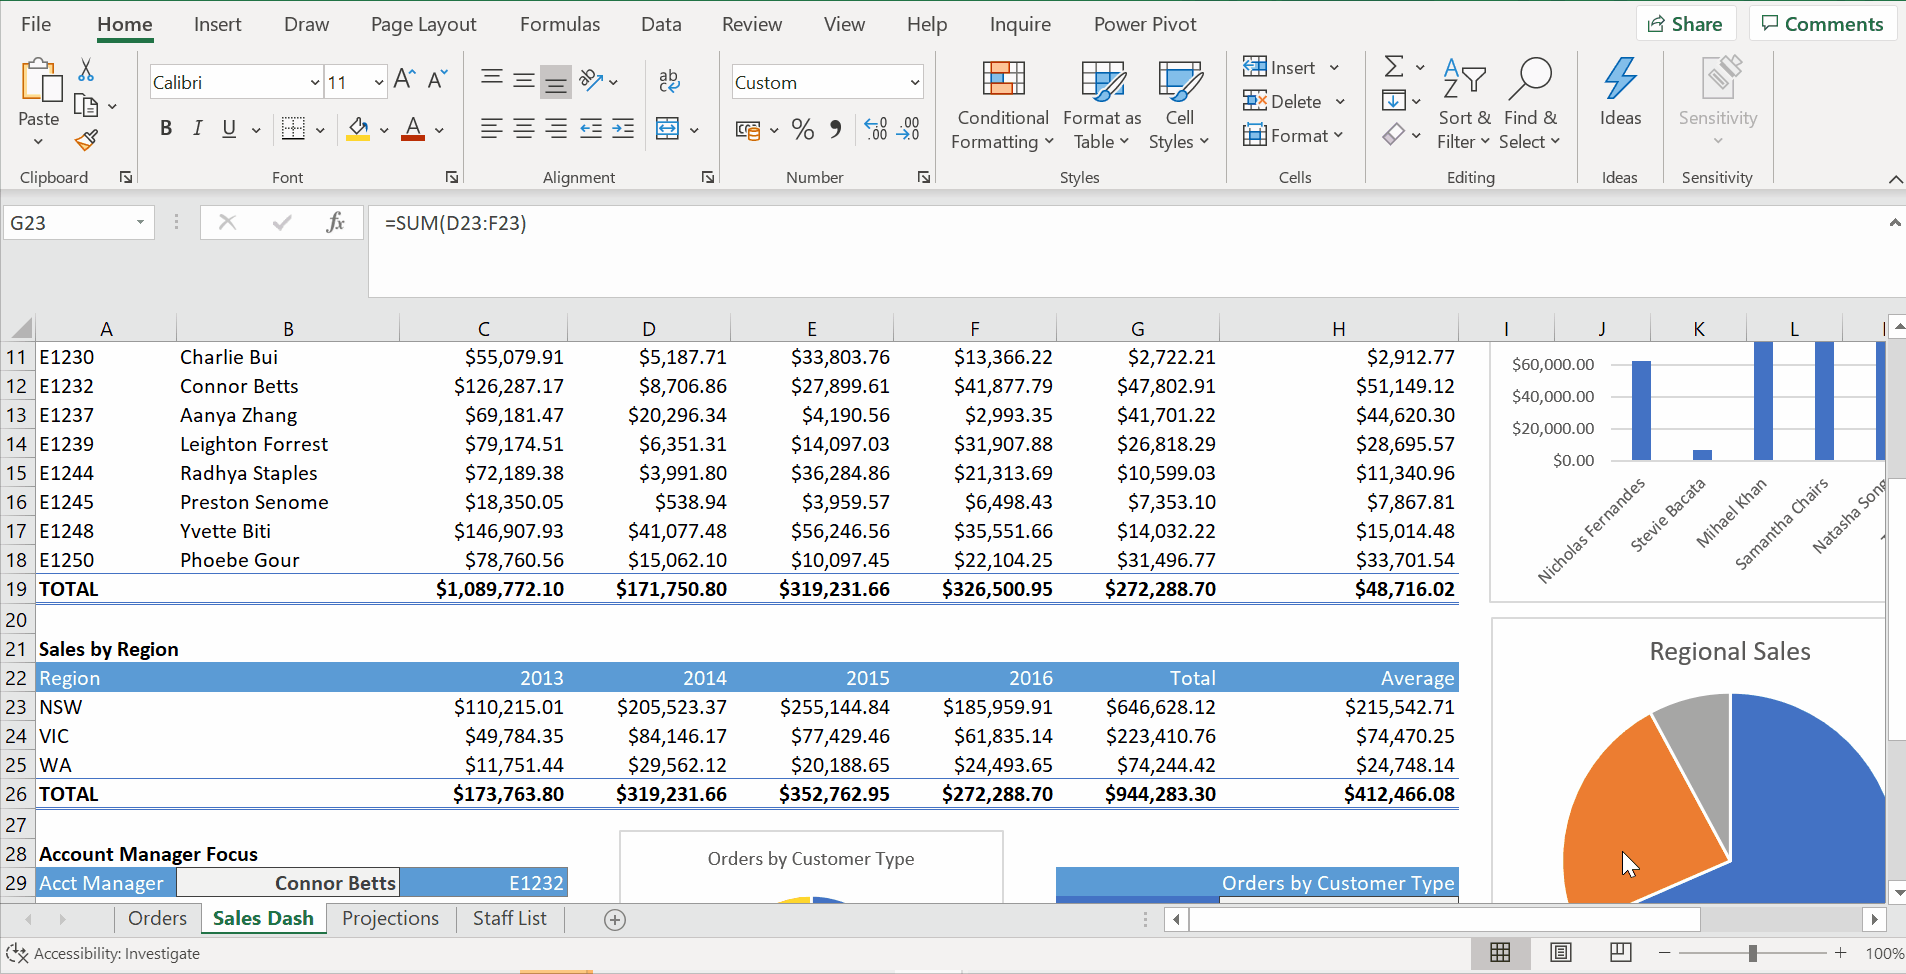 File Home Insert Draw Page Layout Formulas Data Review View Help Inquire Power Pivot Share Comments
Paste
Clipboard
Calibri 11
B I U
Font
ab
Alignment
Custom
% 
Number
Conditional Formatting
Format as Table
Cell Styles
Styles
Insert
Delete
Format
Cells
Sort & Filter
Find & Select
Editing
Ideas
Ideas
Sensitivity
Sensitivity
G23 fx =SUM(D23:F23)
A B C D E F G H I J K L
11 E1230 Charlie Bui $55,079.91 $5,187.71 $33,803.76 $13,366.22 $2,722.21 $2,912.77
12 E1232 Connor Betts $126,287.17 $8,706.86 $27,899.61 $41,877.79 $47,802.91 $51,149.12
13 E1237 Aanya Zhang $69,181.47 $20,296.34 $4,190.56 $2,993.35 $41,701.22 $44,620.30
14 E1239 Leighton Forrest $79,174.51 $6,351.31 $14,097.03 $31,907.88 $26,818.29 $28,695.57
15 E1244 Radhya Staples $72,189.38 $3,991.80 $36,284.86 $21,313.69 $10,599.03 $11,340.96
16 E1245 Preston Senome $18,350.05 $538.94 $3,959.57 $6,498.43 $7,353.10 $7,867.81
17 E1248 Yvette Biti $146,907.93 $41,077.48 $56,246.56 $35,551.66 $14,032.22 $15,014.48
18 E1250 Phoebe Gour $78,760.56 $15,062.10 $10,097.45 $22,104.25 $31,496.77 $33,701.54
19 TOTAL $1,089,772.10 $171,750.80 $319,231.66 $326,500.95 $272,288.70 $48,716.02
20
21 Sales by Region
22 Region 2013 2014 2015 2016 Total Average
23 NSW $110,215.01 $205,523.37 $255,144.84 $185,959.91 $646,628.12 $215,542.71
24 VIC $49,784.35 $84,146.17 $77,429.46 $61,835.14 $223,410.76 $74,470.25
25 WA $11,751.44 $29,562.12 $20,188.65 $24,493.65 $74,244.42 $24,748.14
26 TOTAL $173,763.80 $319,231.66 $352,762.95 $272,288.70 $944,283.30 $412,466.08
27
28 Account Manager Focus
29 Acct Manager Connor Betts E1232
Orders by Customer Type
Orders by Customer Type
$60,000.00
$40,000.00
$20,000.00
$0.00
Nicholas Fernandes
Stevie Bacata
Mihael Khan
Samantha Chairs
Natasha Song
Regional Sales
Orders Sales Dash Projections Staff List
Accessibility: Investigate
100%